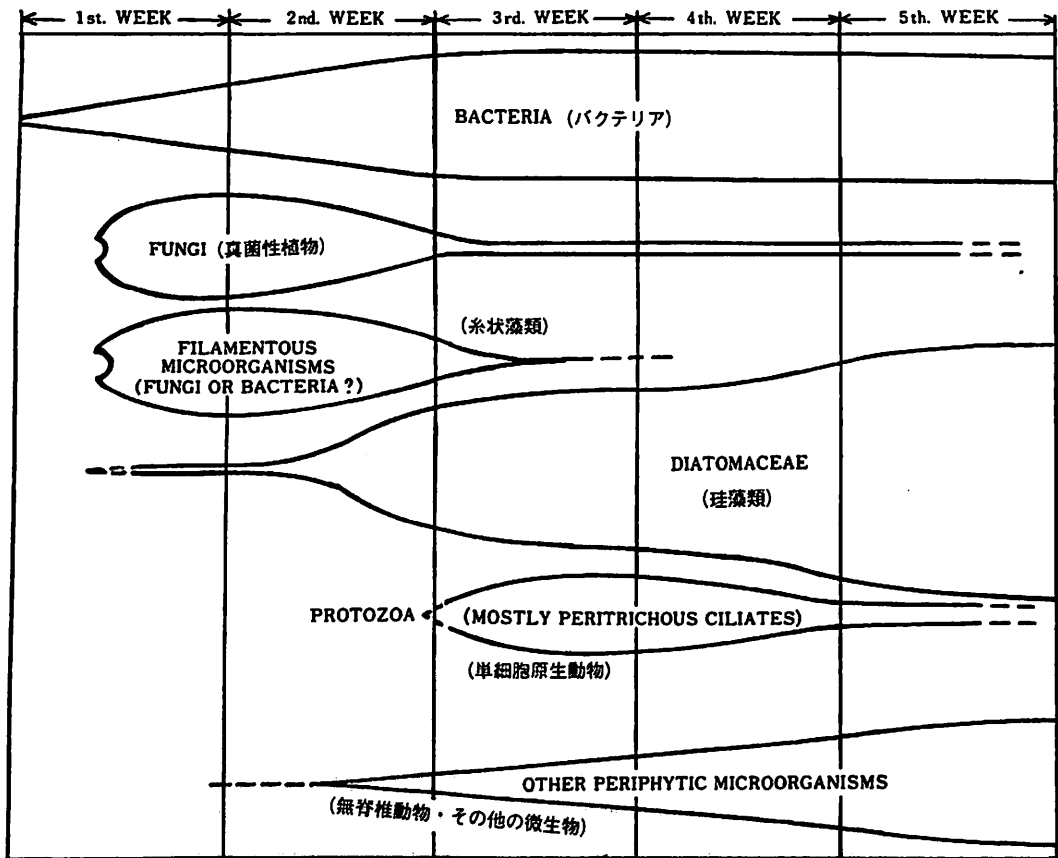 1st. WEEK 2nd. WEEK 3rd. WEEK 4th. WEEK 5th. WEEK
BACTERIA (バクテリア)
FUNGI (真菌性植物)
(糸状藻類)
FILAMENTOUS
MICROORGANISMS
(FUNGI OR BACTERIA?)
DIATOMACEAE
(珪藻類)
PROTOZOA (MOSTLY PERITRICHOUS CILIATES)
(単細胞原生動物)
OTHER PERIPHYTIC MICROORGANISMS
(無脊椎動物・その他の微生物)